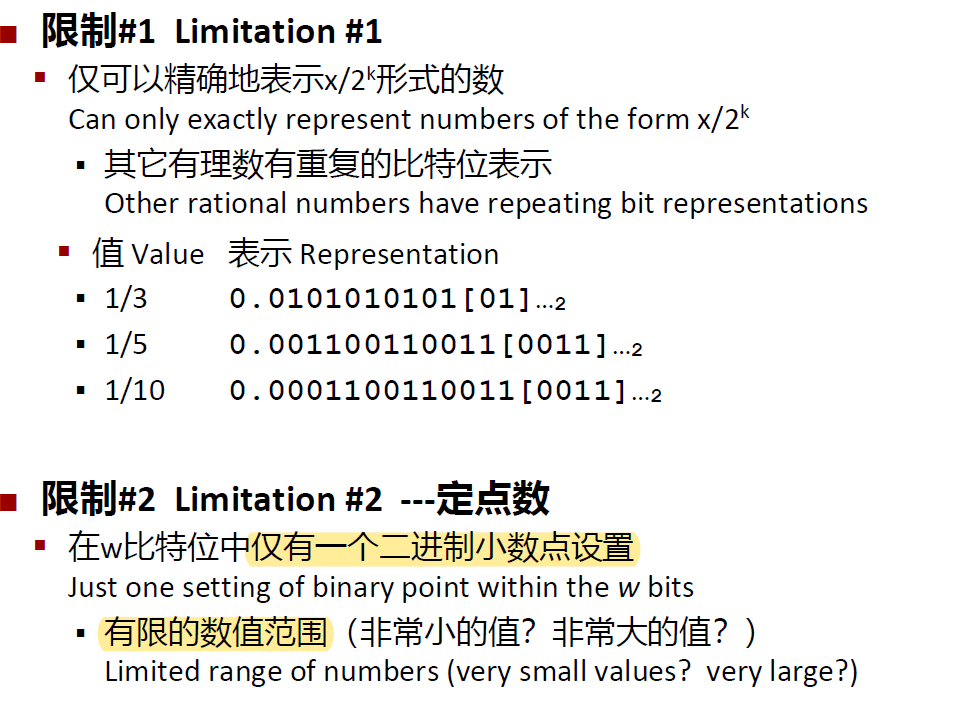 限制#1 Limitation #1
仅可以精确地表示x/2ᵏ形式的数
Can only exactly represent numbers of the form x/2ᵏ
其它有理数有重复的比特位表示
Other rational numbers have repeating bit representations
值 Value 表示 Representation
1/3 0.0101010101[01]…₂
1/5 0.001100110011[0011]…₂
1/10 0.0001100110011[0011]…₂
限制#2 Limitation #2 ---定点数
在w比特位中仅有一个二进制小数点设置
Just one setting of binary point within the w bits
有限的数值范围（非常小的值？非常大的值？）
Limited range of numbers (very small values? very large?)